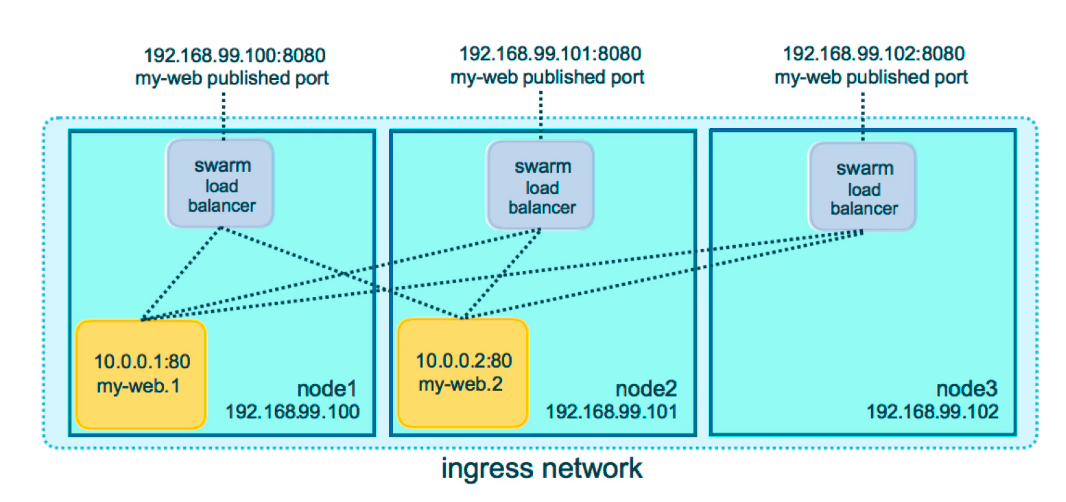 192.168.99.100:8080
my-web published port
192.168.99.101:8080
my-web published port
192.168.99.102:8080
my-web published port
swarm
load
balancer
swarm
load
balancer
swarm
load
balancer
10.0.0.1:80
my-web.1
node1
192.168.99.100
10.0.0.2:80
my-web.2
node2
192.168.99.101
node3
192.168.99.102
ingress network